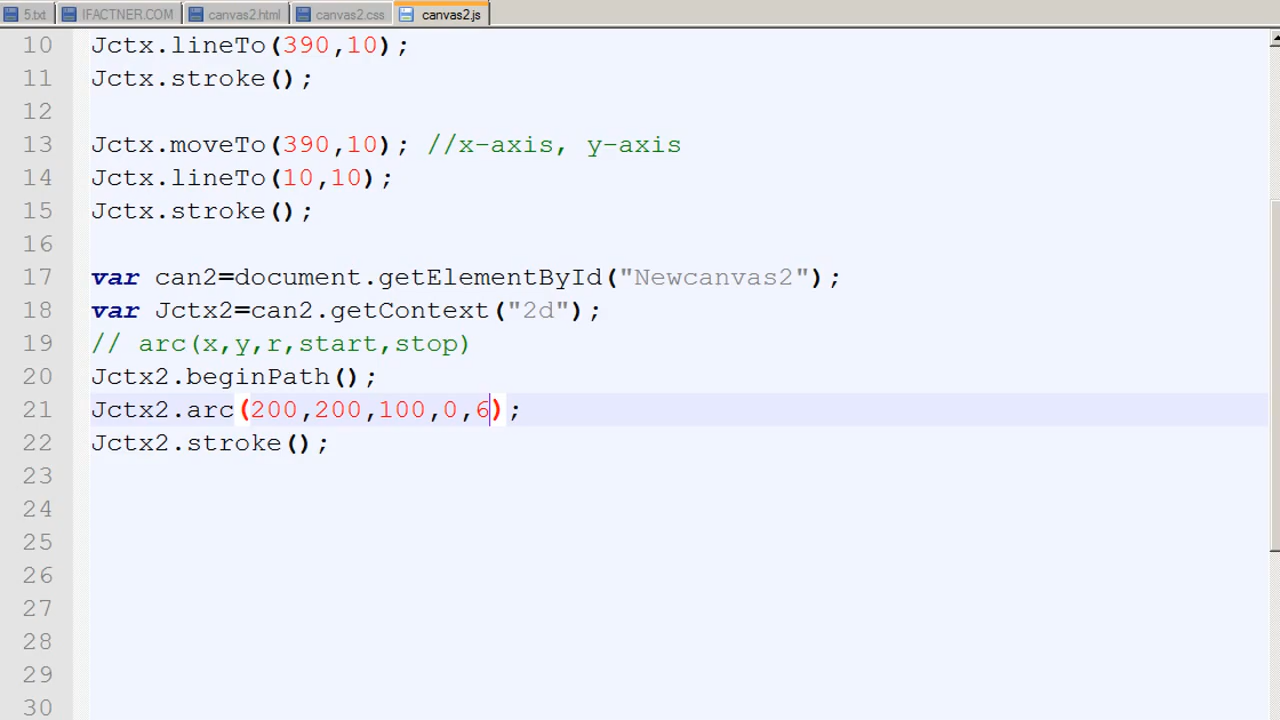 5.txt IFACTNER.COM canvas2.html canvas2.css canvas2.js
10 Jctx.lineTo(390,10);
11 Jctx.stroke();
12
13 Jctx.moveTo(390,10); //x-axis, y-axis
14 Jctx.lineTo(10,10);
15 Jctx.stroke();
16
17 var can2=document.getElementById("Newcanvas2");
18 var Jctx2=can2.getContext("2d");
19 // arc(x,y,r,start,stop)
20 Jctx2.beginPath();
21 Jctx2.arc(200,200,100,0,6);
22 Jctx2.stroke();
23
24
25
26
27
28
29
30